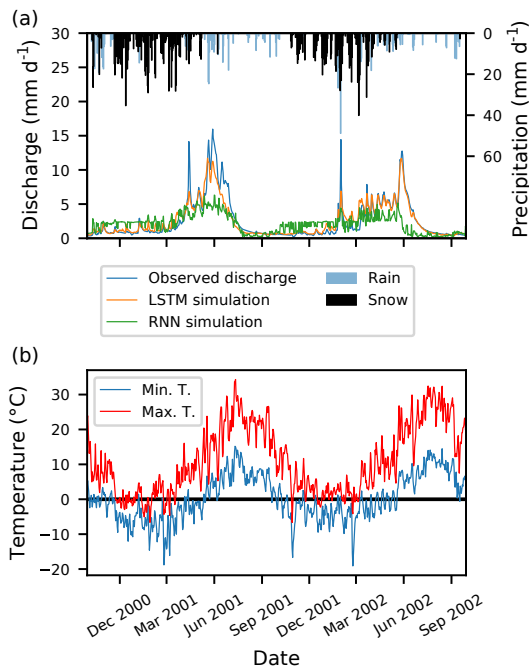 (a)
30
25
20
15
10
5
0
Discharge (mm d⁻¹)
0
20
40
60
Precipitation (mm d⁻¹)
Observed discharge
LSTM simulation
RNN simulation
Rain
Snow
(b)
Min. T.
Max. T.
30
20
10
0
−10
−20
Temperature (°C)
Dec 2000
Mar 2001
Jun 2001
Sep 2001
Dec 2001
Mar 2002
Jun 2002
Sep 2002
Date